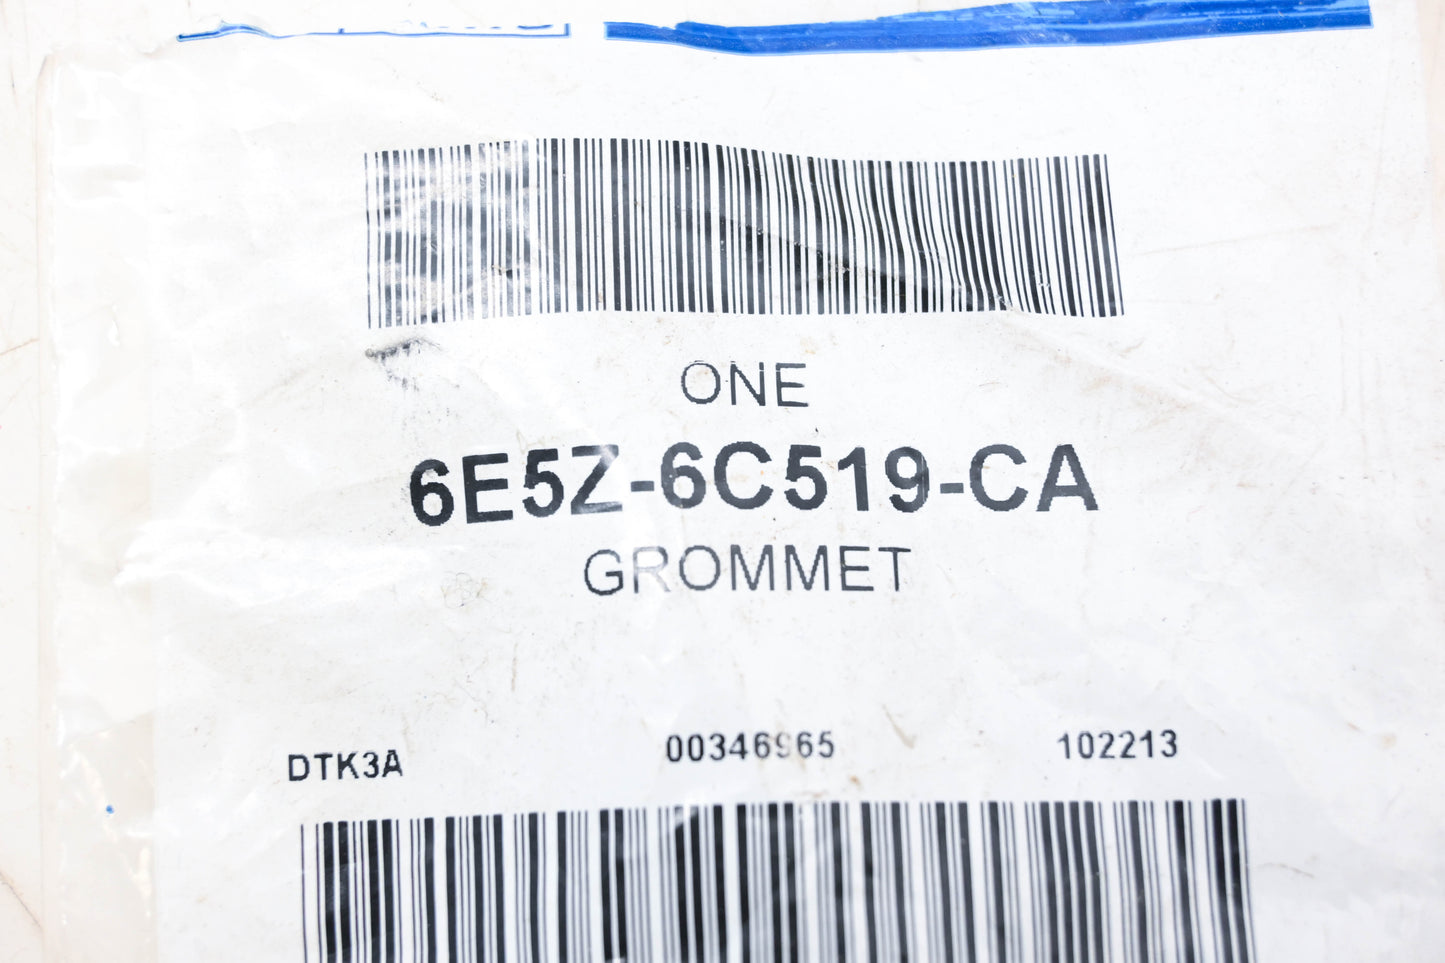 ONE
6E5Z-6C519-CA
GROMMET
DTK3A 00346965 102213